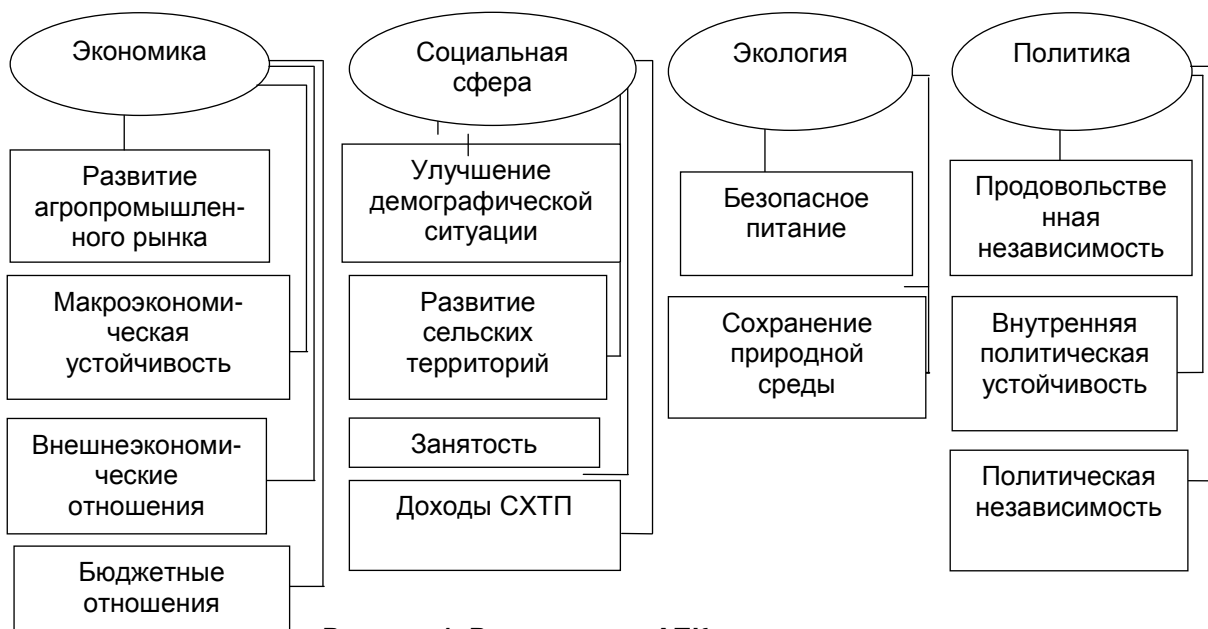 Экономика
Развитие
агропромышлен-
ного рынка
Макроэкономи-
ческая
устойчивость
Внешнеэкономи-
ческие
отношения
Бюджетные
отношения
Социальная
сфера
Улучшение
демографической
ситуации
Развитие
сельских
территорий
Занятость
Доходы СХТП
Экология
Безопасное
питание
Сохранение
природной
среды
Политика
Продовольстве
нная
независимость
Внутренняя
политическая
устойчивость
Политическая
независимость